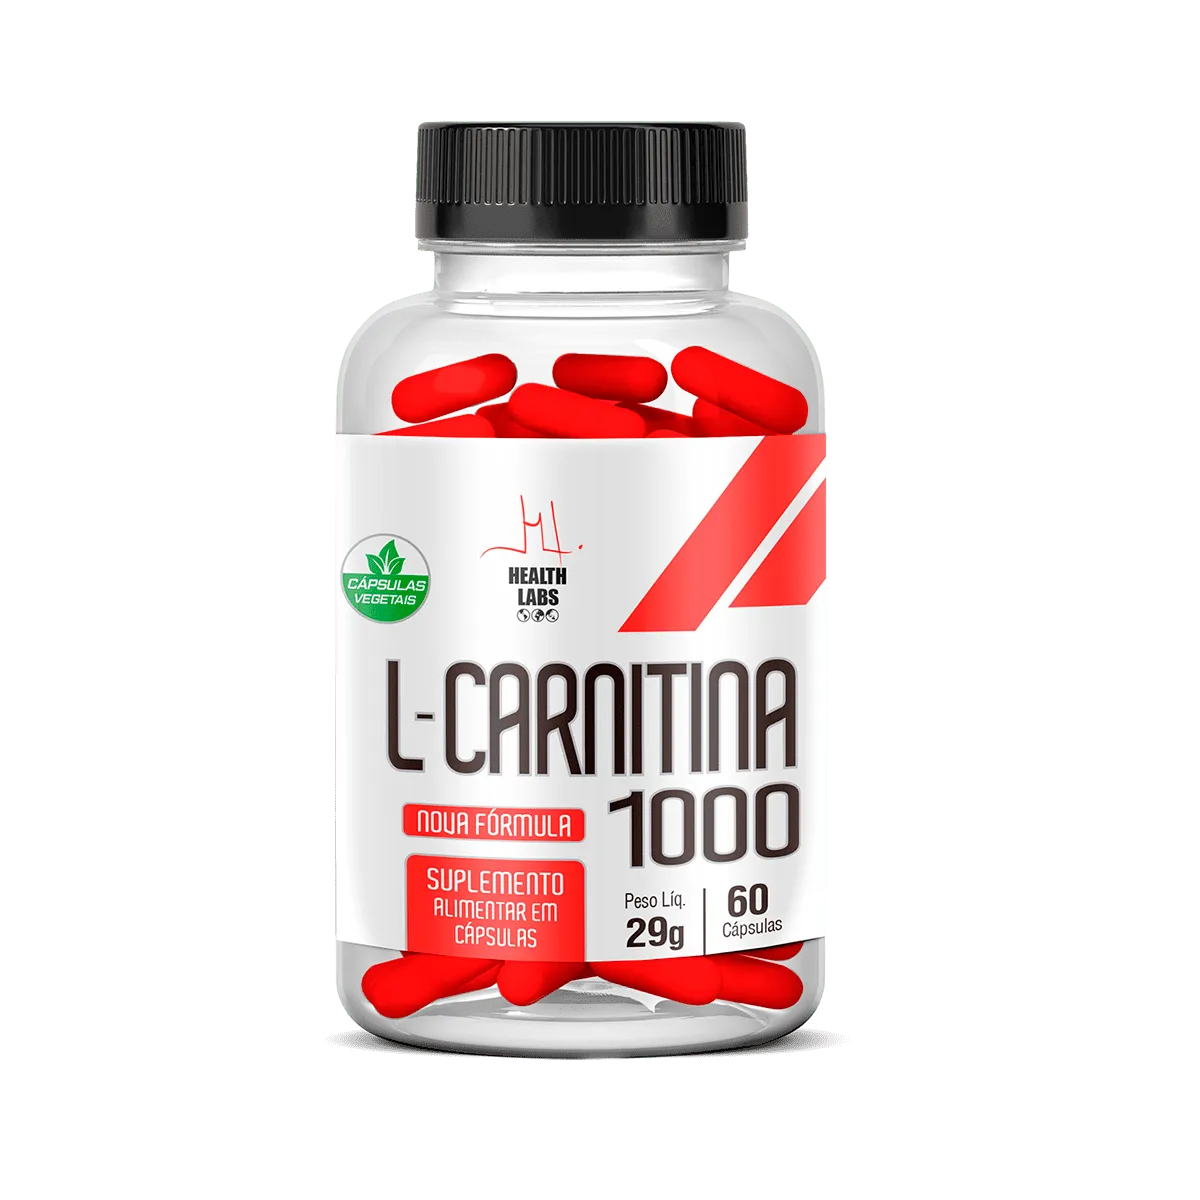 HEALTH
LABS
CÁPSULAS
VEGETAIS
L-CARNITINA
1000
NOVA FÓRMULA
SUPLEMENTO
ALIMENTAR EM
CÁPSULAS
Peso Líq.
29g
60
Cápsulas